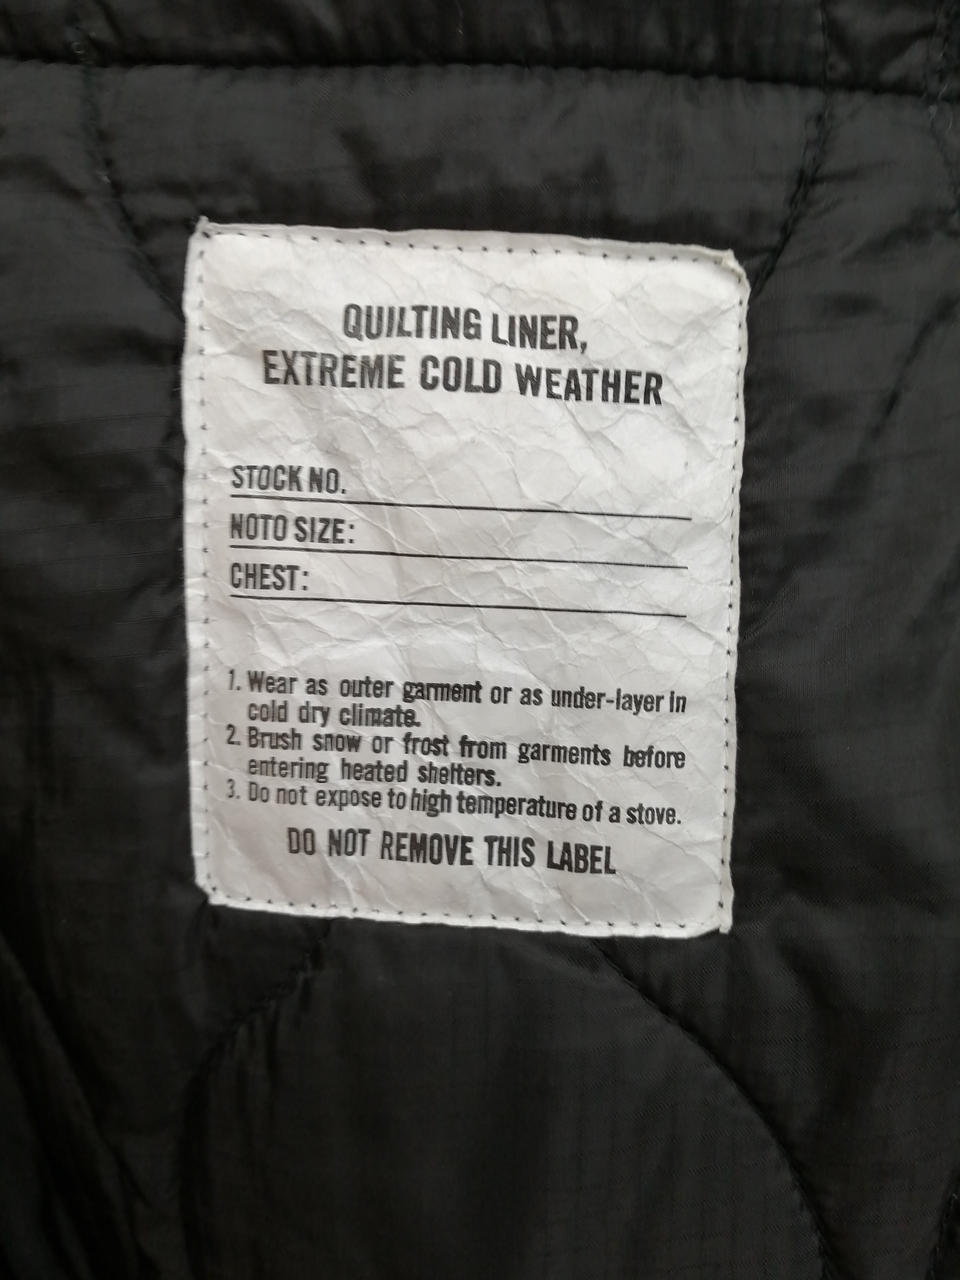 QUILTING LINER,
EXTREME COLD WEATHER
STOCK NO.
NOTO SIZE:
CHEST:
1. Wear as outer garment or as under-layer in
cold dry climate.
2. Brush snow or frost from garments before
entering heated shelters.
3. Do not expose to high temperature of a stove.
DO NOT REMOVE THIS LABEL